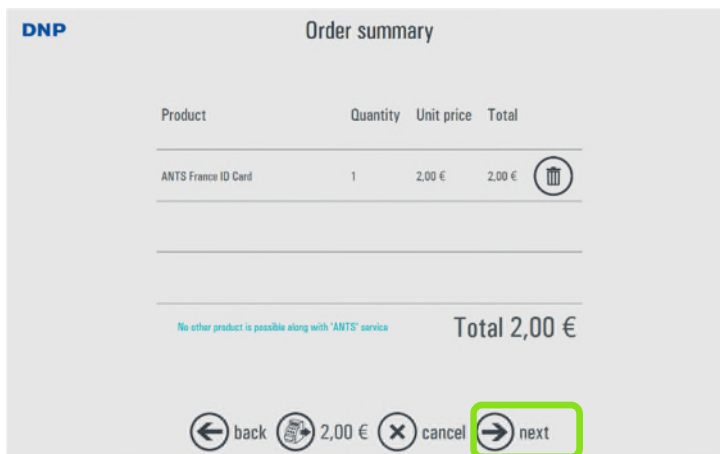 DNP
Order summary
Product Quantity Unit price Total
ANTS France ID Card 1 2,00 € 2,00 €
No other product is possible along with 'ANTS' service
Total 2,00 €
back 2,00 € cancel next